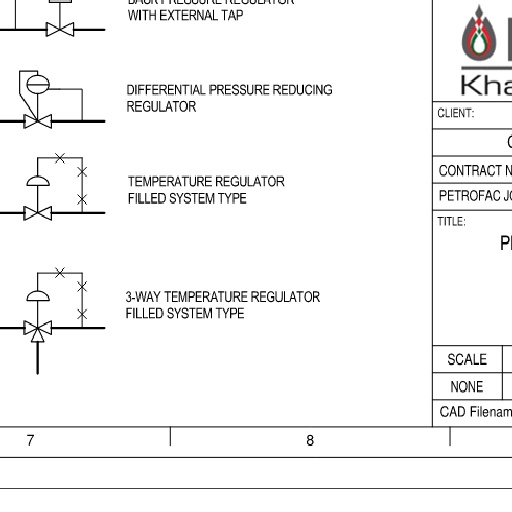 BACK PRESSURE REGULATOR
WITH EXTERNAL TAP
DIFFERENTIAL PRESSURE REDUCING
REGULATOR
TEMPERATURE REGULATOR
FILLED SYSTEM TYPE
3-WAY TEMPERATURE REGULATOR
FILLED SYSTEM TYPE
Kha
CLIENT:
CONTRACT N
PETROFAC JO
TITLE:
SCALE
NONE
CAD Filenam
7
8